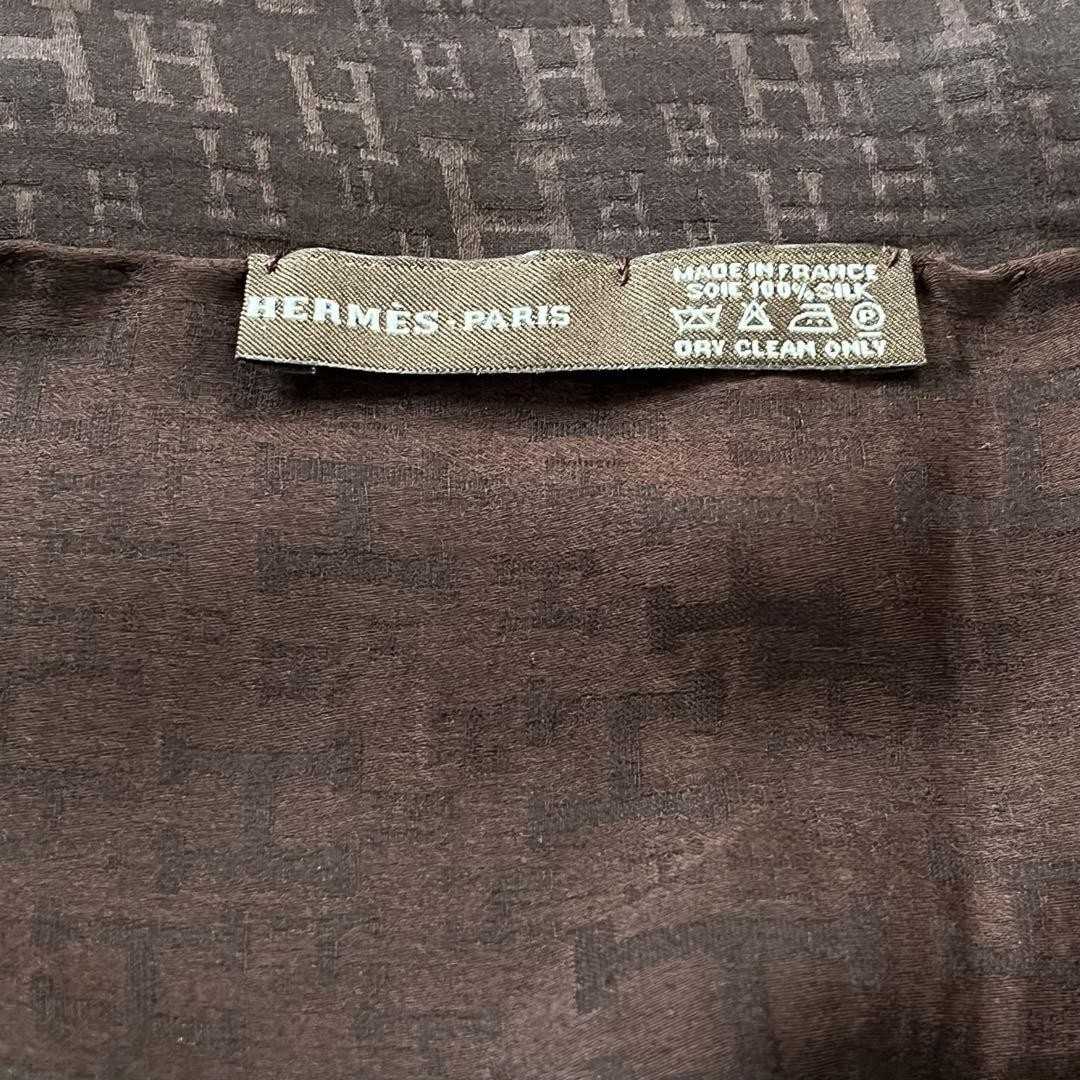 HERMÈS-PARIS
MADE IN FRANCE
SOIE 100% SILK
P
DRY CLEAN ONLY